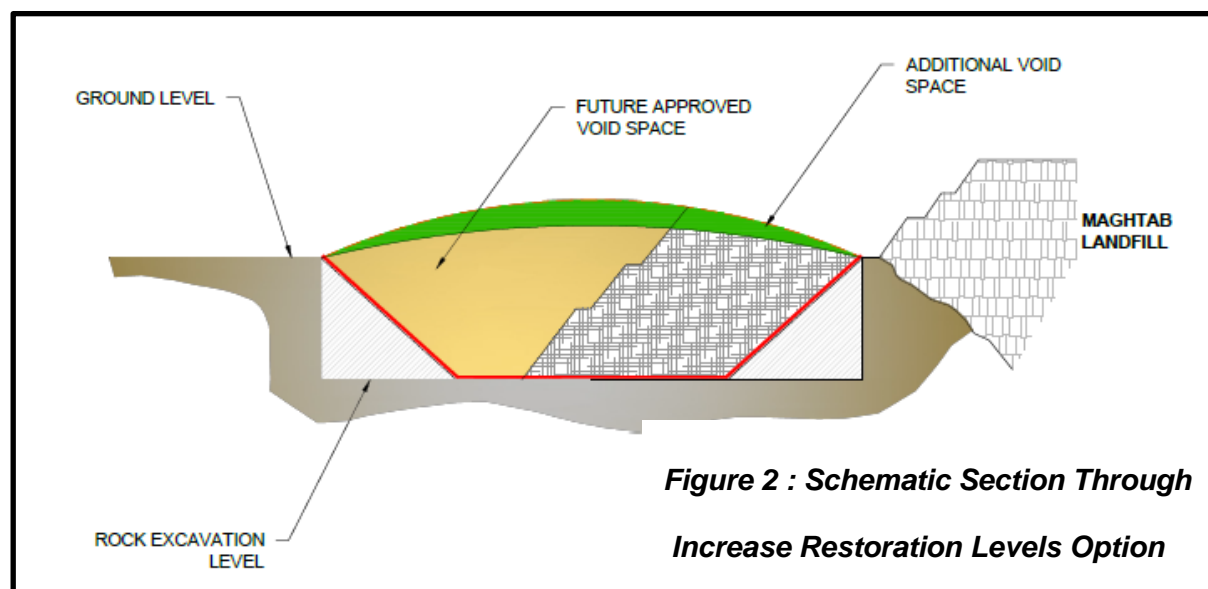 ADDITIONAL VOID
SPACE
GROUND LEVEL
FUTURE APPROVED
VOID SPACE
MAGHTAB
LANDFILL
Figure 2 : Schematic Section Through
Increase Restoration Levels Option
ROCK EXCAVATION
LEVEL